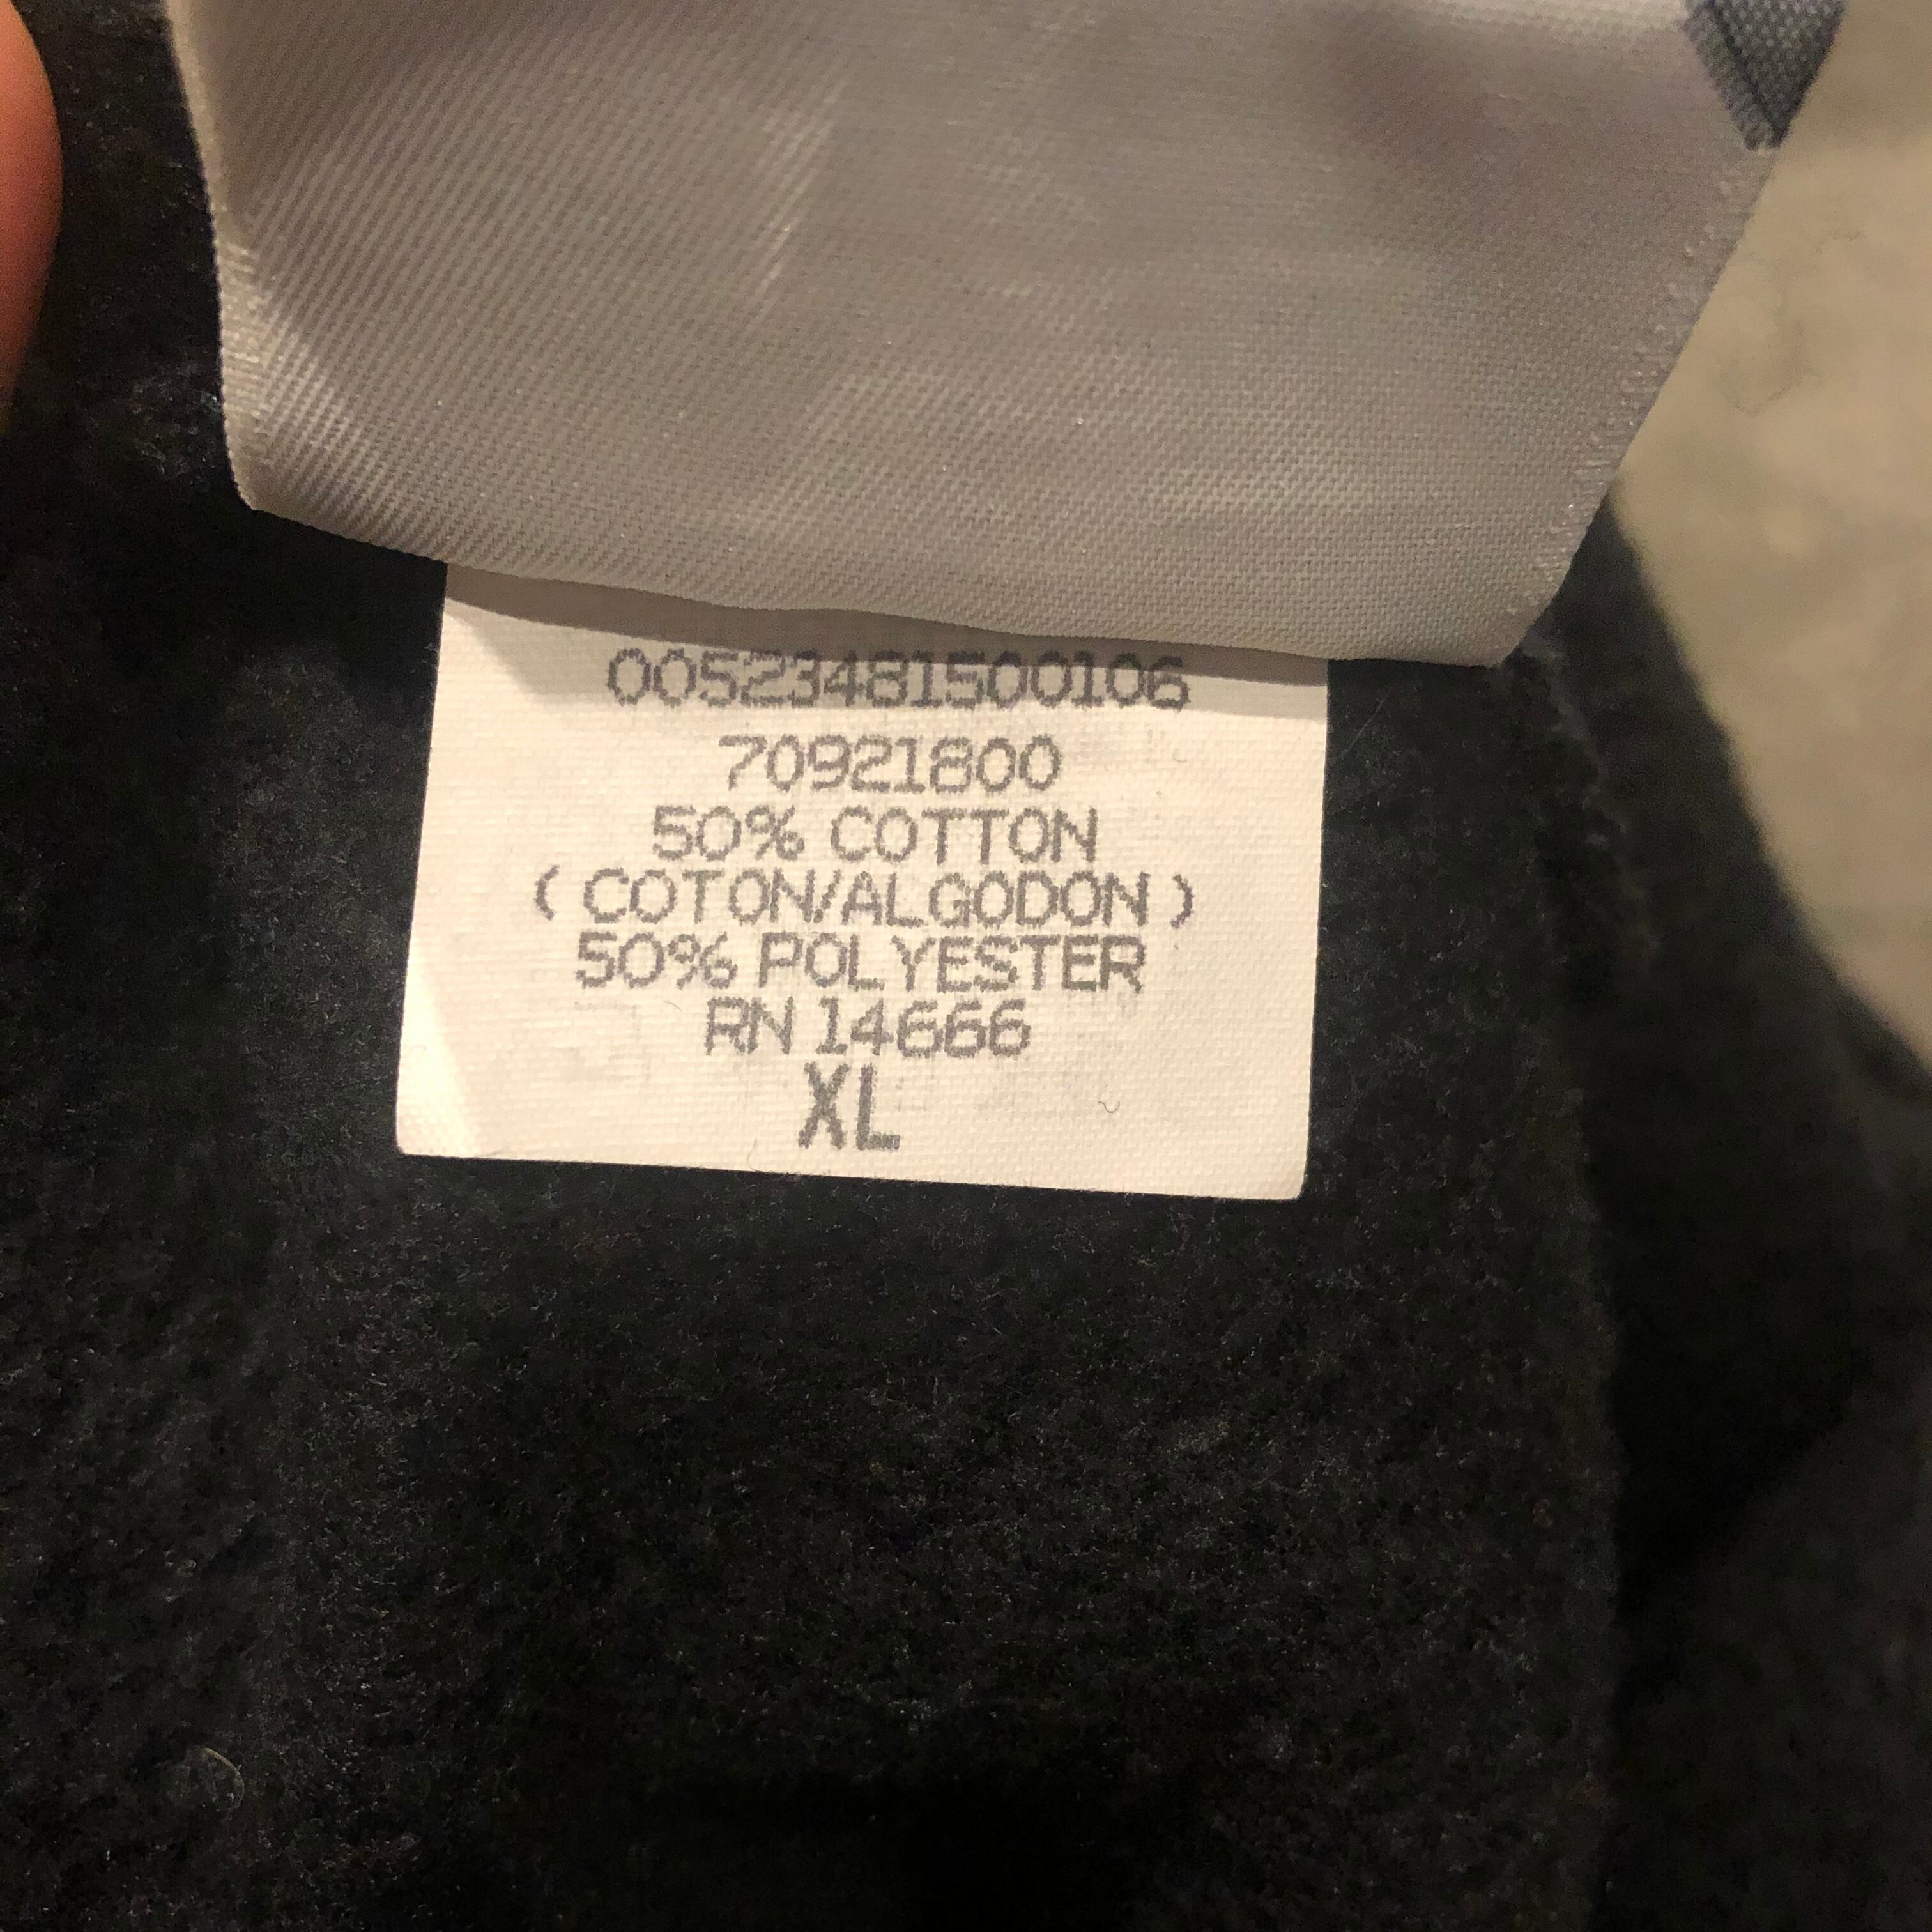 00523481500106
70921800
50% COTTON
( COTON/ALGODON )
50% POLYESTER
RN 14666
XL